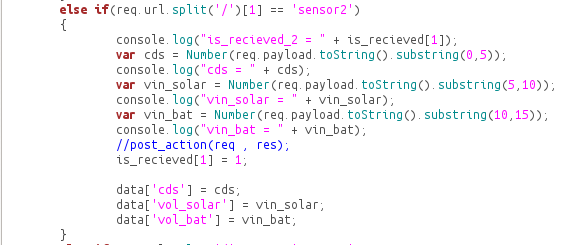 else if(req.url.split('/')[1] == 'sensor2')
{
console.log("is_recieved_2 = " + is_recieved[1]);
var cds = Number(req.payload.toString().substring(0,5));
console.log("cds = " + cds);
var vin_solar = Number(req.payload.toString().substring(5,10));
console.log("vin_solar = " + vin_solar);
var vin_bat = Number(req.payload.toString().substring(10,15));
console.log("vin_bat = " + vin_bat);
//post_action(req , res);
is_recieved[1] = 1;
data['cds'] = cds;
data['vol_solar'] = vin_solar;
data['vol_bat'] = vin_bat;
}